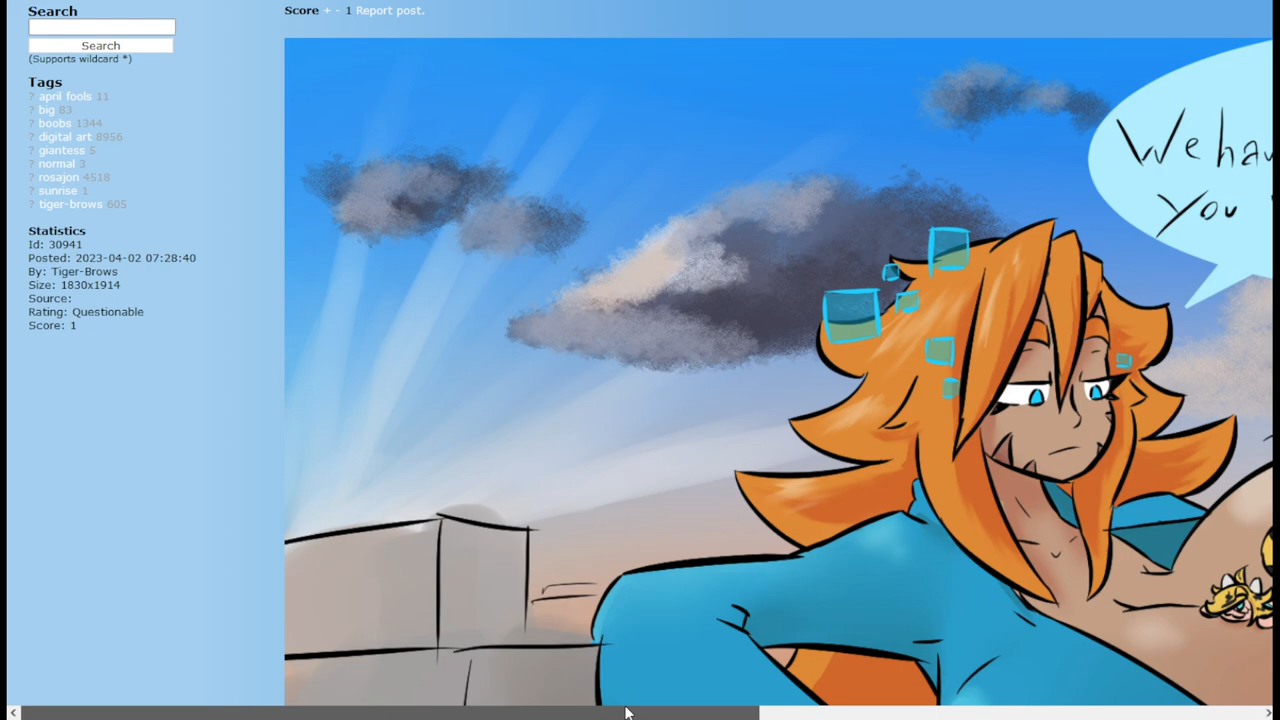 Search
Search
(Supports wildcard *)
Tags
? april fools 11
? big 83
? boobs 1344
? digital art 8956
? giantess 5
? normal 3
? rosajon 4518
? sunrise 1
? tiger-brows 605
Statistics
Id: 30941
Posted: 2023-04-02 07:28:40
By: Tiger-Brows
Size: 1830x1914
Source:
Rating: Questionable
Score: 1
Score + - 1 Report post.
We
You